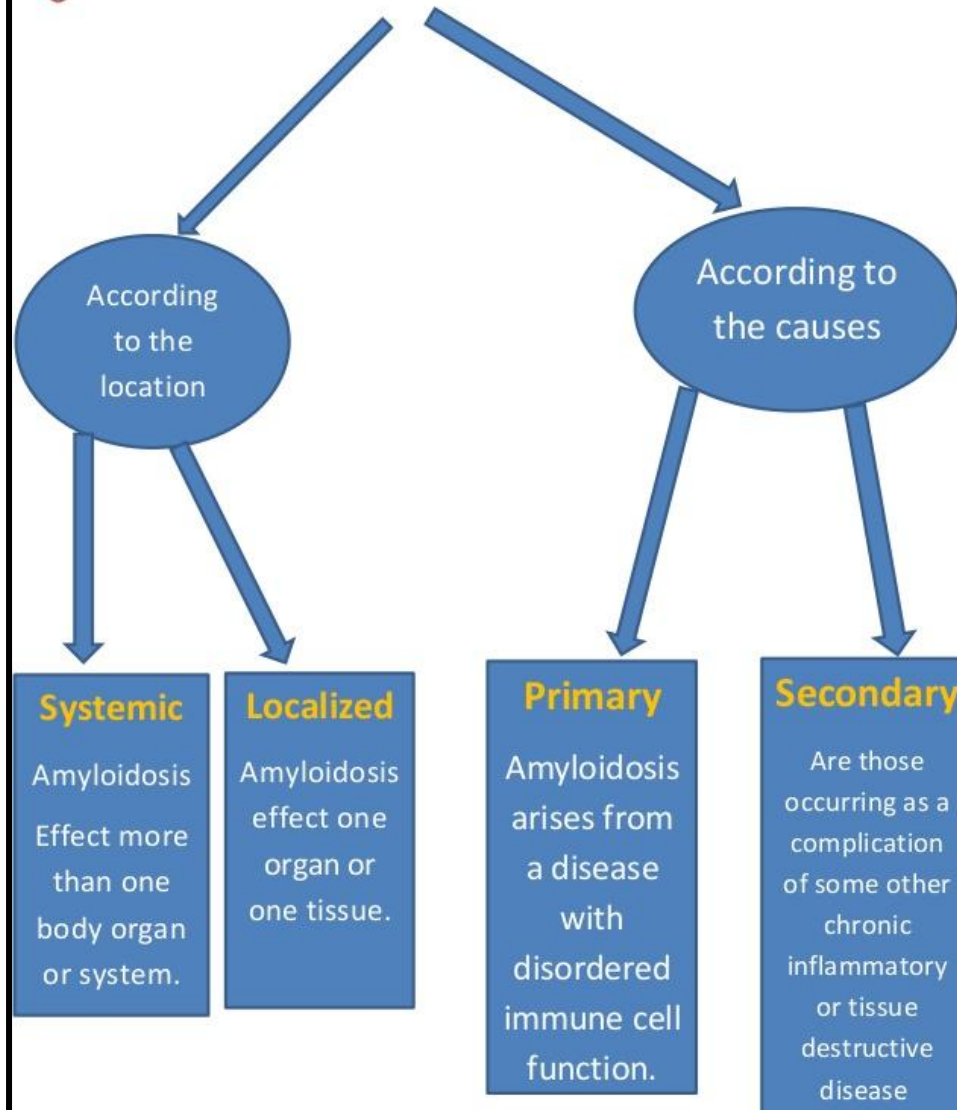 According
to the
location
According to
the causes
Systemic
Amyloidosis
Effect more
than one
body organ
or system.
Localized
Amyloidosis
effect one
organ or
one tissue.
Primary
Amyloidosis
arises from
a disease
with
disordered
immune cell
function.
Secondary
Are those
occurring as a
complication
of some other
chronic
inflammatory
or tissue
destructive
disease